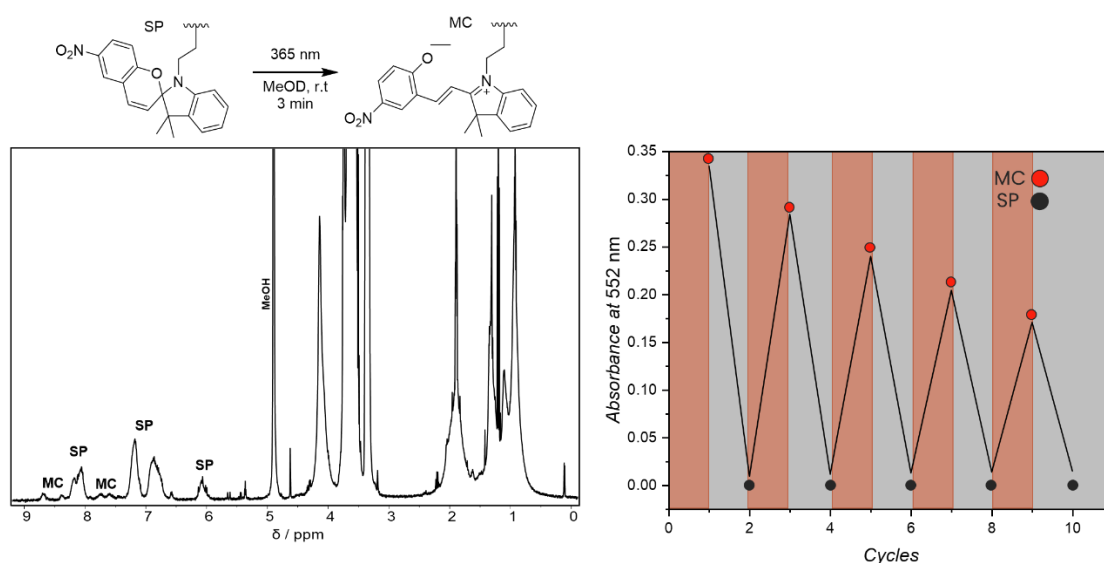 SP
MC
NO₂
O
N
365 nm
MeOD, r.t
3 min
O
N
+
NO₂
O₂N
MeOH
SP
SP
SP
MC
MC
9 8 7 6 5 4 3 2 1 0
δ / ppm
0.35
0.30
0.25
0.20
0.15
0.10
0.05
0.00
Absorbance at 552 nm
MC
SP
0 2 4 6 8 10
Cycles